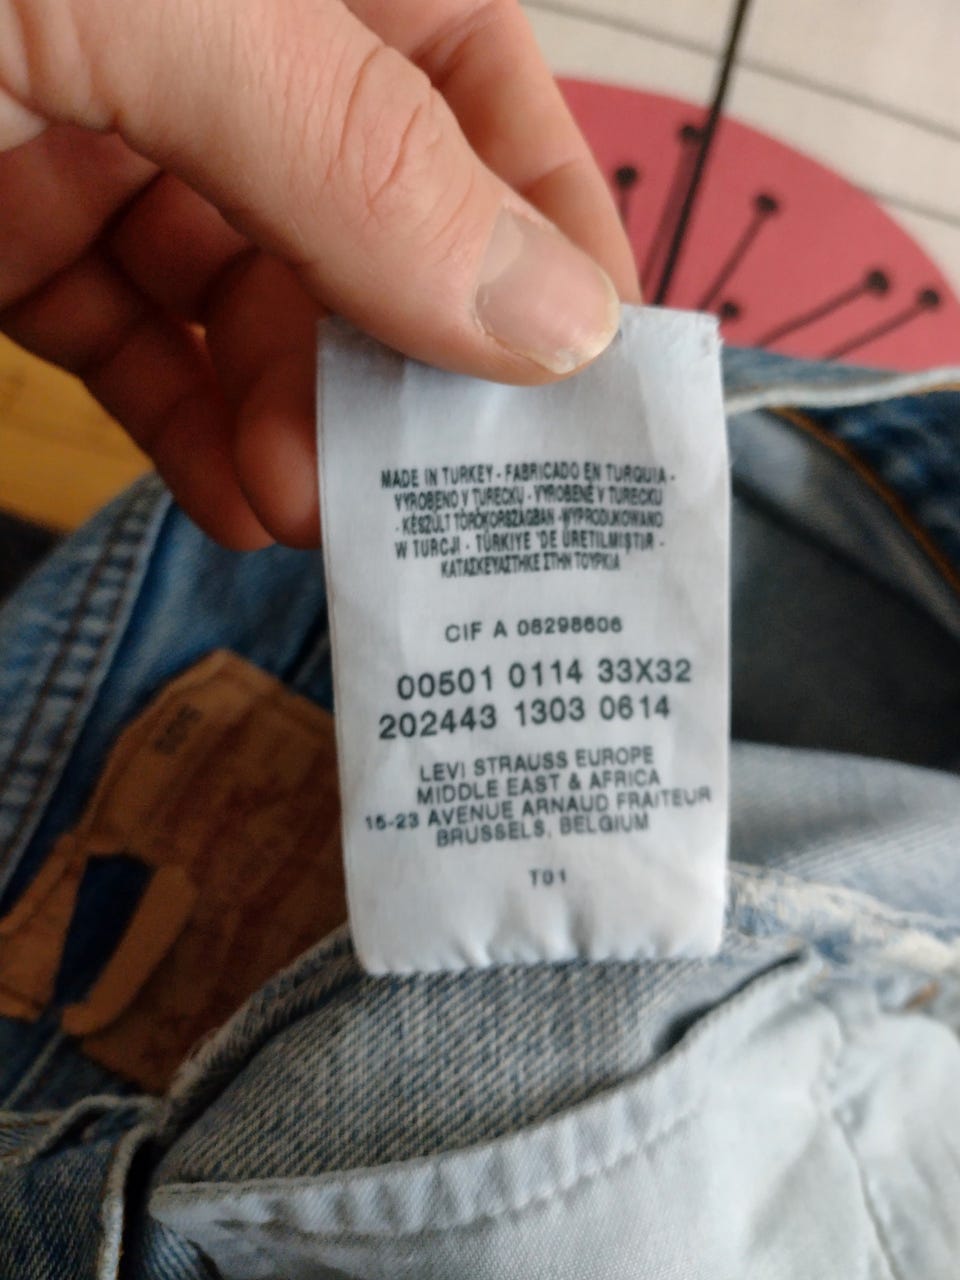 MADE IN TURKEY - FABRICADO EN TURQUIA -
VYROBENO V TURECKU - VYROBENÉ V TURECKU
- KÉSZÜLT TÖRÖKORSZÁGBAN - WYPRODUKOWANO
W TURCJI - TÜRKIYE 'DE ÜRETILMIŞTIR -
ΚΑΤΑΣΚΕΥΑΣΤΗΚΕ ΣΤΗΝ ΤΟΥΡΚΙΑ
CIF A 08298606
00501 0114 33X32
202443 1303 0614
LEVI STRAUSS EUROPE
MIDDLE EAST & AFRICA
15-23 AVENUE ARNAUD FRAITEUR
BRUSSELS, BELGIUM
T01